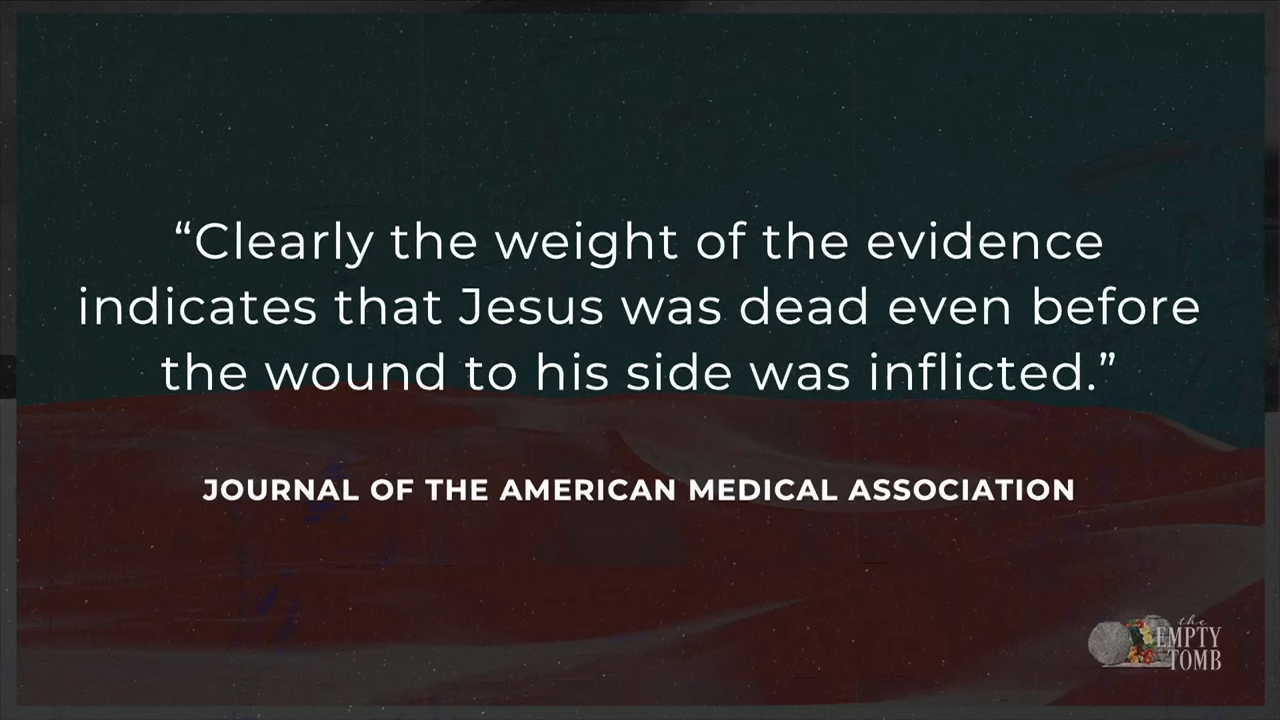 “Clearly the weight of the evidence
indicates that Jesus was dead even before
the wound to his side was inflicted.”
JOURNAL OF THE AMERICAN MEDICAL ASSOCIATION
the
EMPTY
TOMB